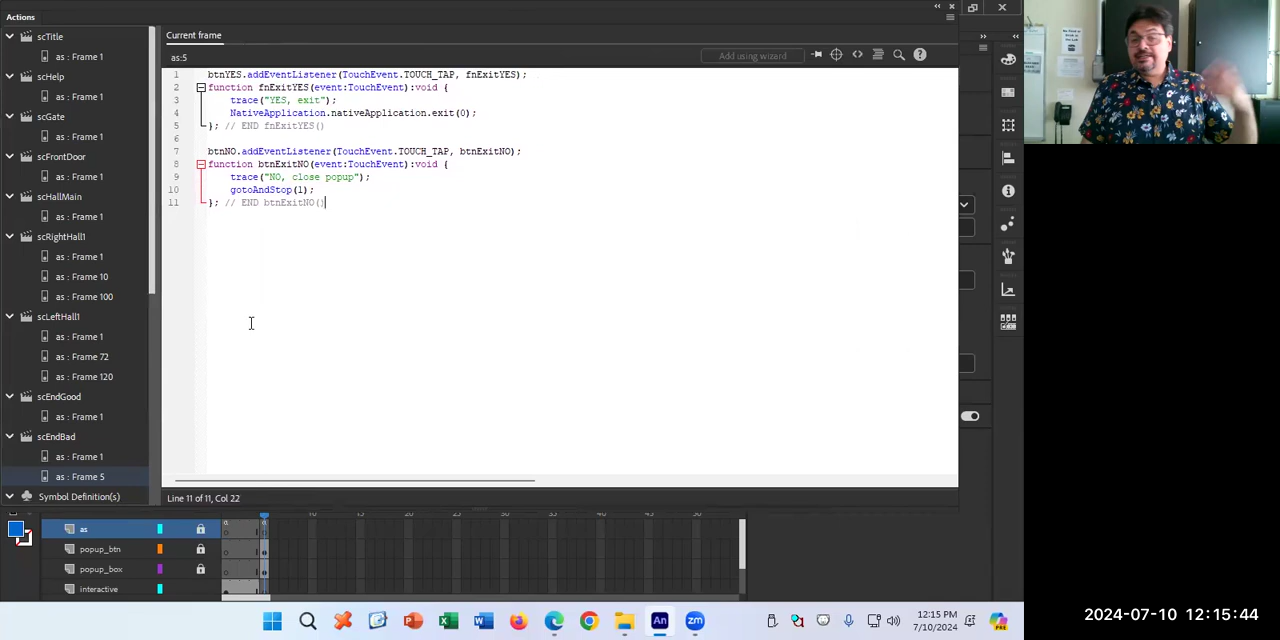 Actions
scTitle
as : Frame 1
scHelp
as : Frame 1
scGate
as : Frame 1
scFrontDoor
as : Frame 1
scHallMain
as : Frame 1
scRightHall1
as : Frame 1
as : Frame 10
as : Frame 100
scLeftHall1
as : Frame 1
as : Frame 72
as : Frame 120
scEndGood
as : Frame 1
scEndBad
as : Frame 1
as : Frame 5
Symbol Definition(s)
Current frame
as:5
Add using wizard
1 btnYES.addEventListener(TouchEvent.TOUCH_TAP, fnExitYES);
2 function fnExitYES(event:TouchEvent):void {
3 trace("YES, exit");
4 NativeApplication.nativeApplication.exit(0);
5 }; // END fnExitYES()
6
7 btnNO.addEventListener(TouchEvent.TOUCH_TAP, btnExitNO);
8 function btnExitNO(event:TouchEvent):void {
9 trace("NO, close popup");
10 gotoAndStop(1);
11 }; // END btnExitNO()
Line 11 of 11, Col 22
as
popup_btn
popup_box
interactive
12:15 PM
7/10/2024
2024-07-10 12:15:44